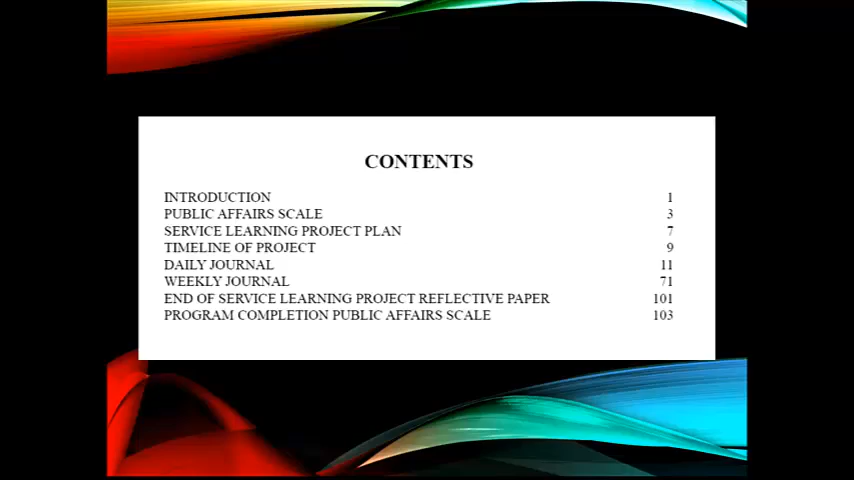 CONTENTS
INTRODUCTION 1
PUBLIC AFFAIRS SCALE 3
SERVICE LEARNING PROJECT PLAN 7
TIMELINE OF PROJECT 9
DAILY JOURNAL 11
WEEKLY JOURNAL 71
END OF SERVICE LEARNING PROJECT REFLECTIVE PAPER 101
PROGRAM COMPLETION PUBLIC AFFAIRS SCALE 103